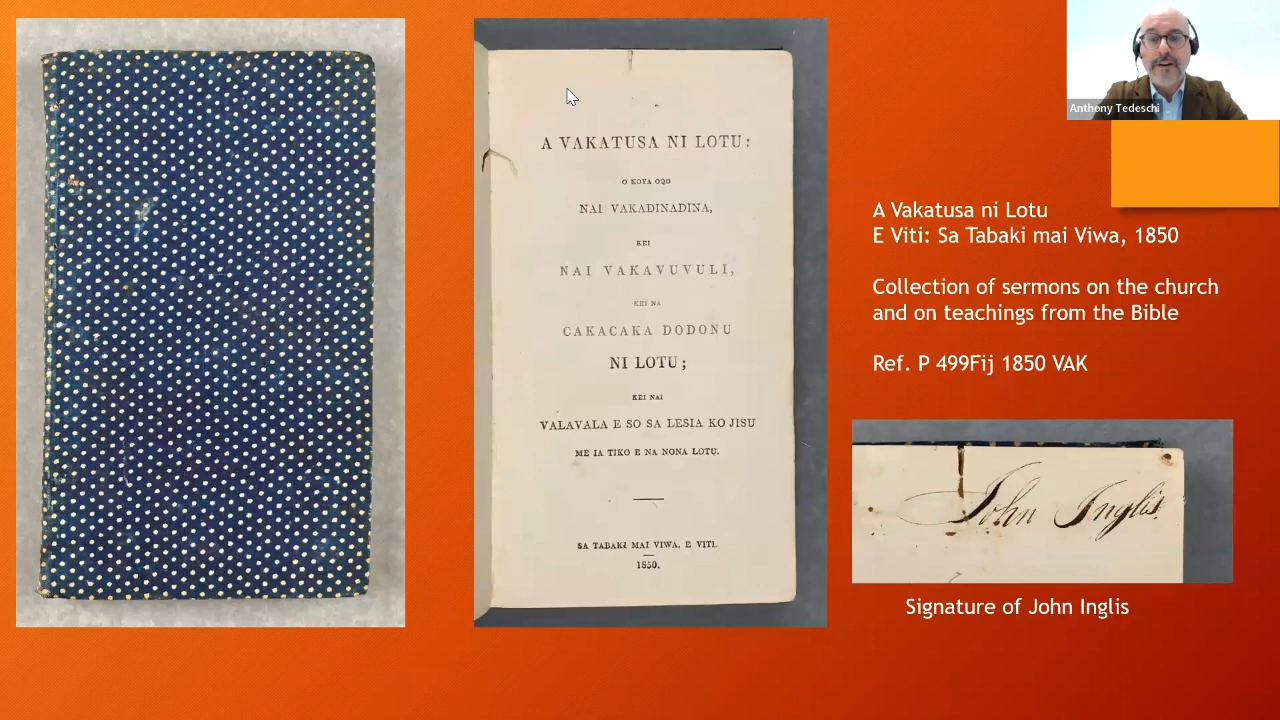 A VAKATUSA NI LOTU:
O KOYA OQO
NAI VAKADINADINA,
KEI
NAI VAKAVUVULI,
KEI NA
CAKACAKA DODONU
NI LOTU;
KEI NAI
VALAVALA E SO SA LESIA KO JISU
ME IA TIKO E NA NONA LOTU.
SA TABAKI MAI VIWA, E VITI.
1850.
Anthony Tedeschi
A Vakatusa ni Lotu
E Viti: Sa Tabaki mai Viwa, 1850
Collection of sermons on the church
and on teachings from the Bible
Ref. P 499Fij 1850 VAK
John Inglis
Signature of John Inglis